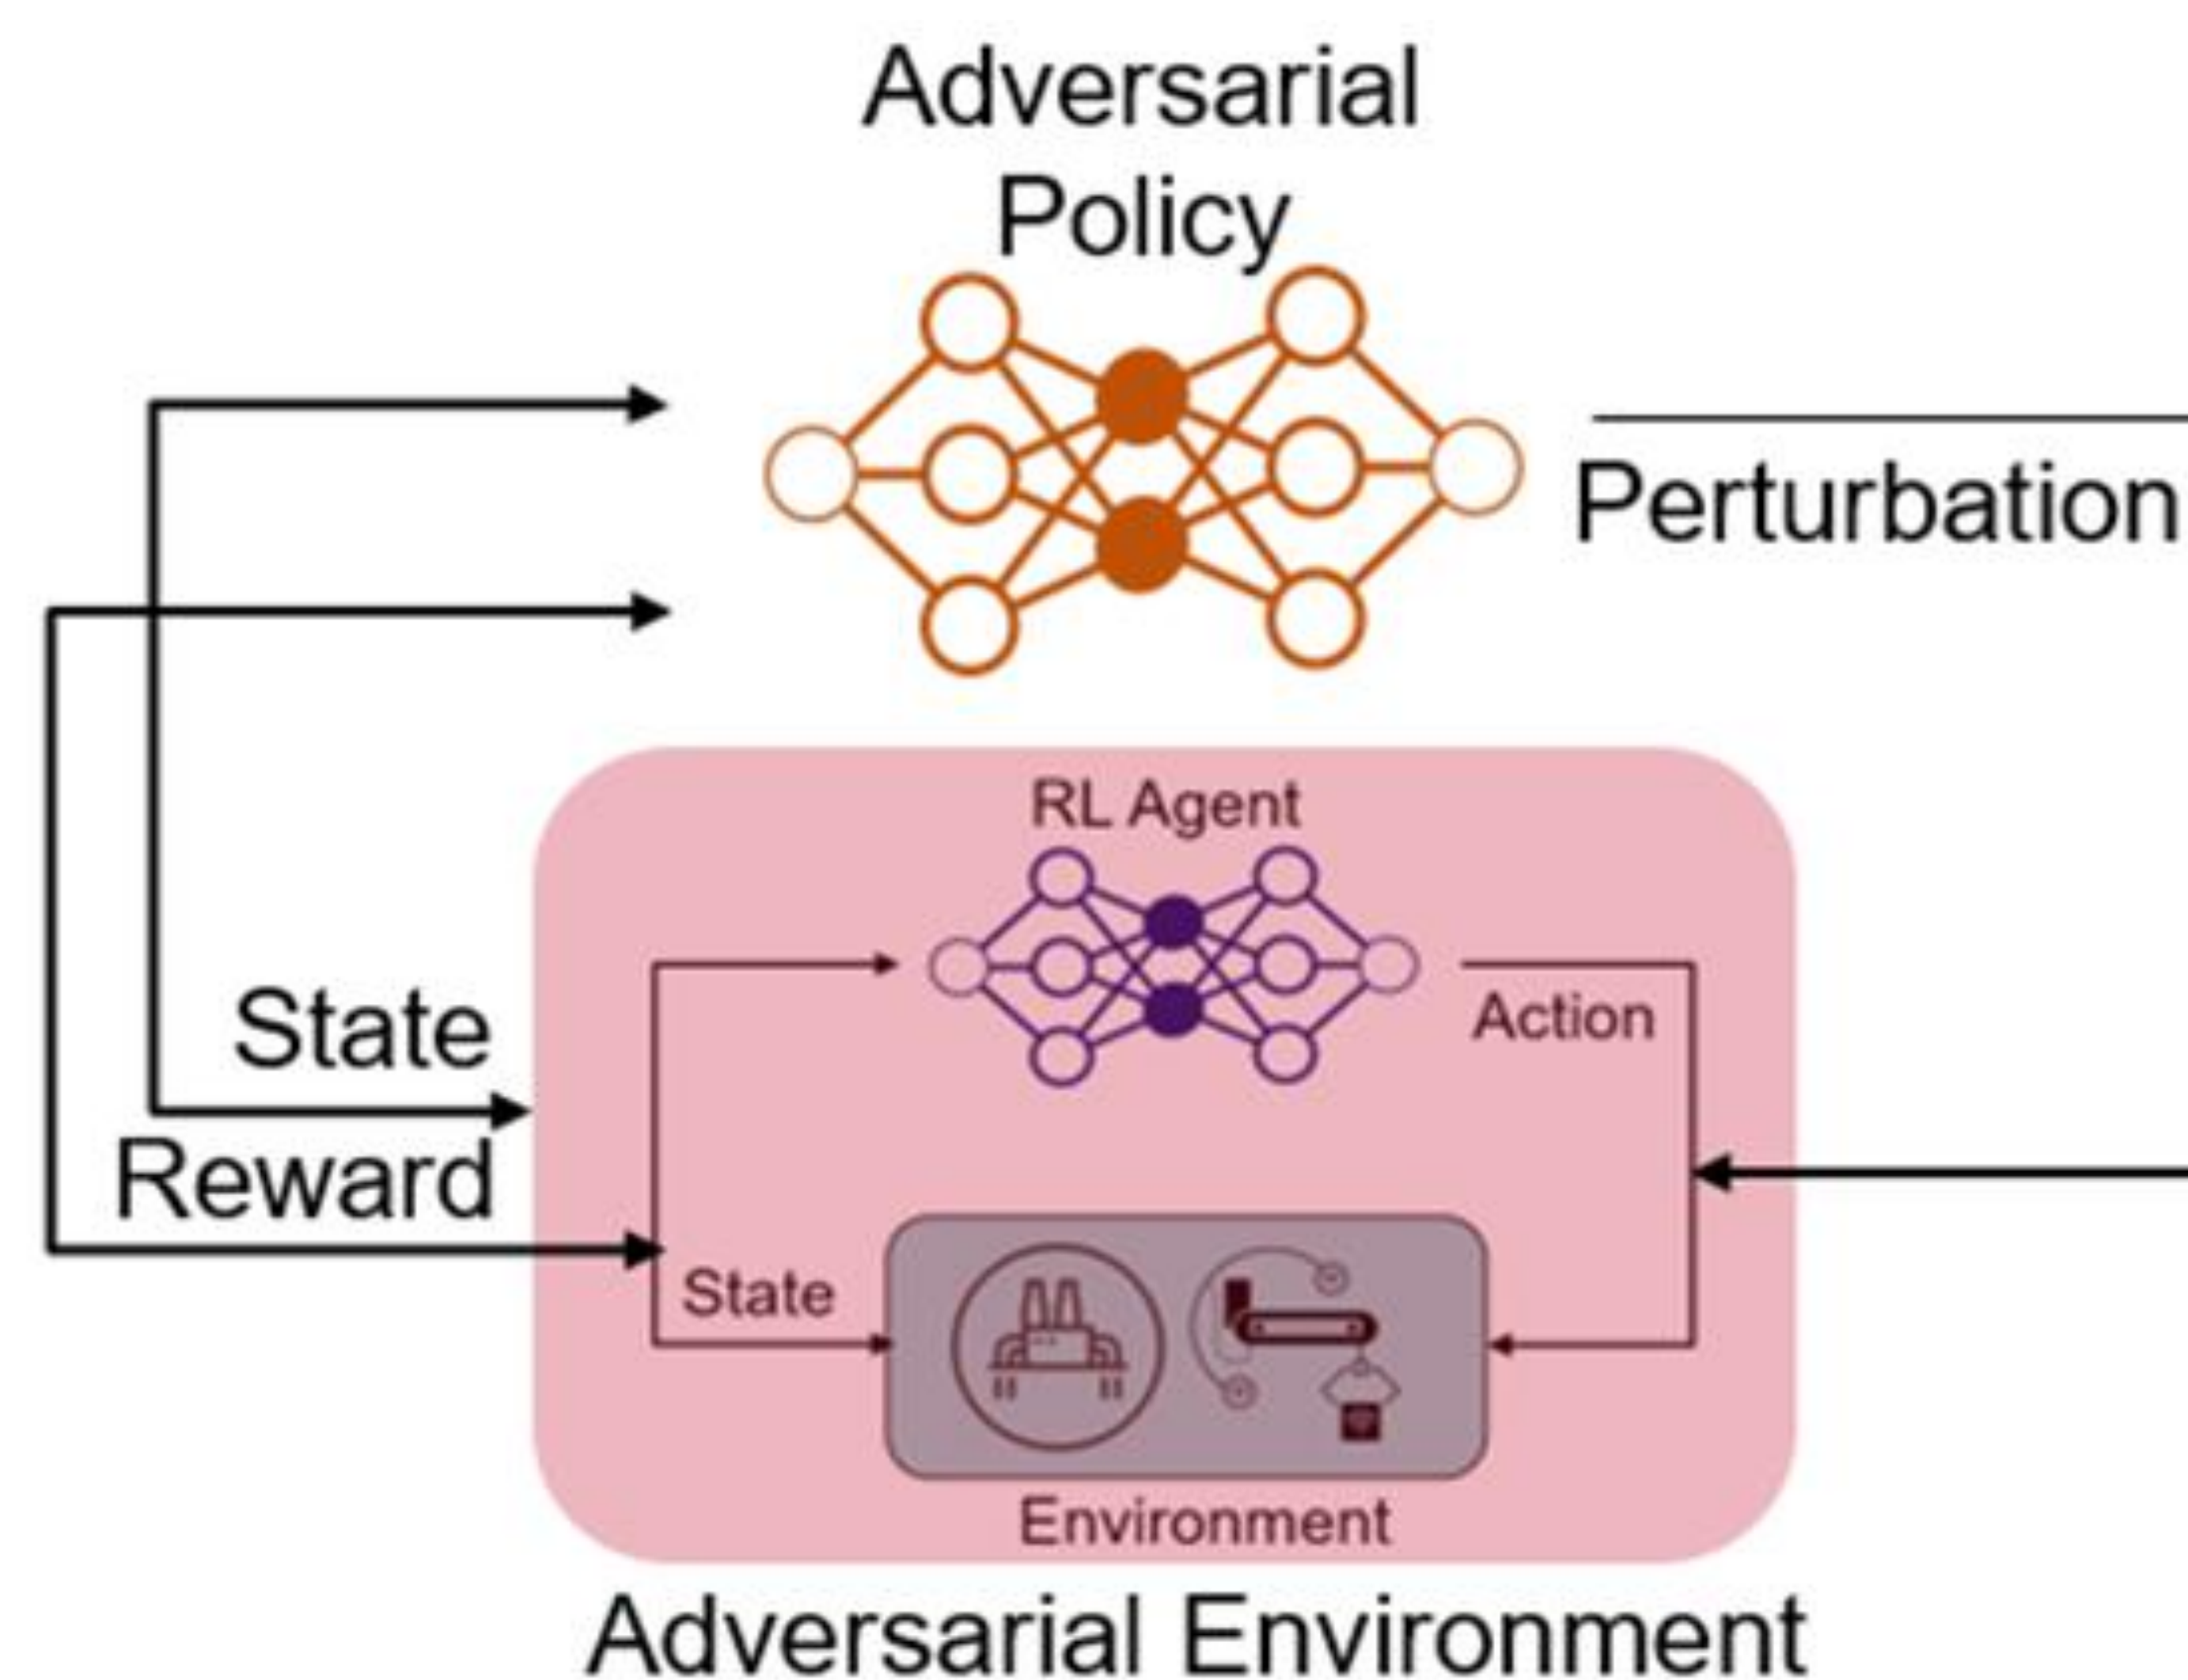 Adversarial
Policy
Perturbation
RL Agent
Action
State
Reward
State
Environment
Adversarial Environment